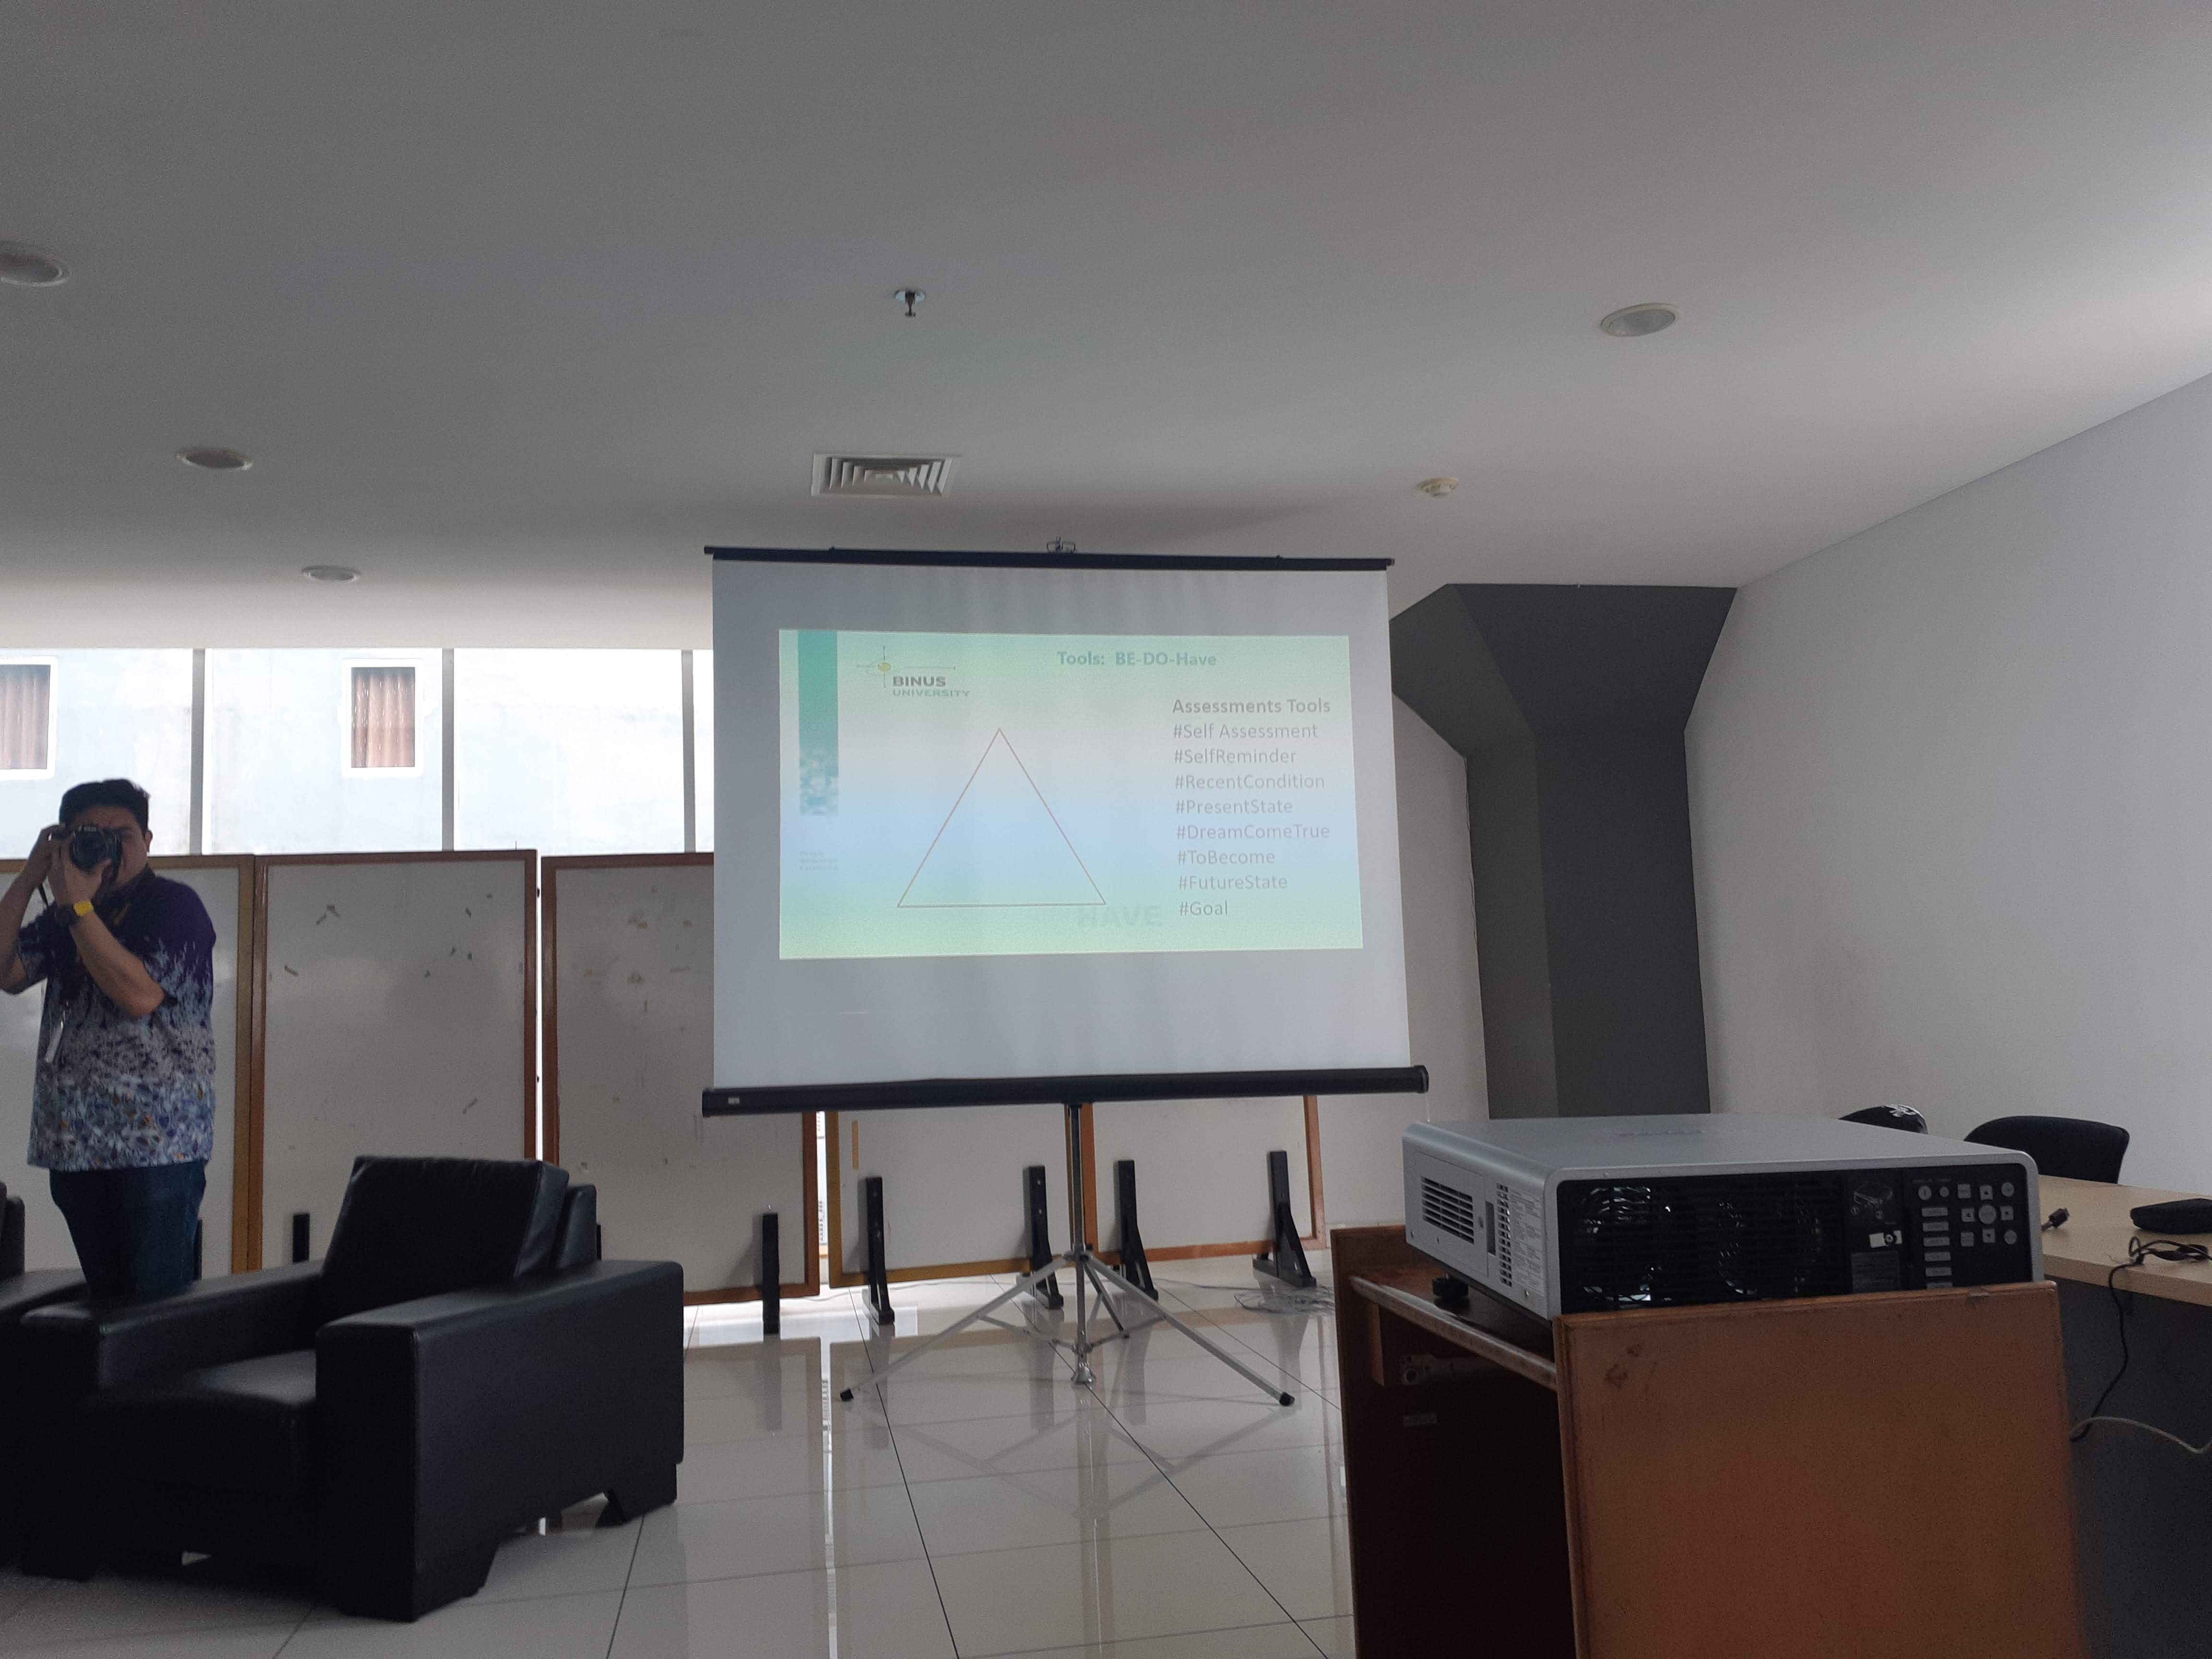 Tools: BE-DO-Have
BINUS
UNIVERSITY
Assessments Tools
#Self Assessment
#SelfReminder
#RecentCondition
#PresentState
#DreamComeTrue
#ToBecome
#FutureState
#Goal
HAVE